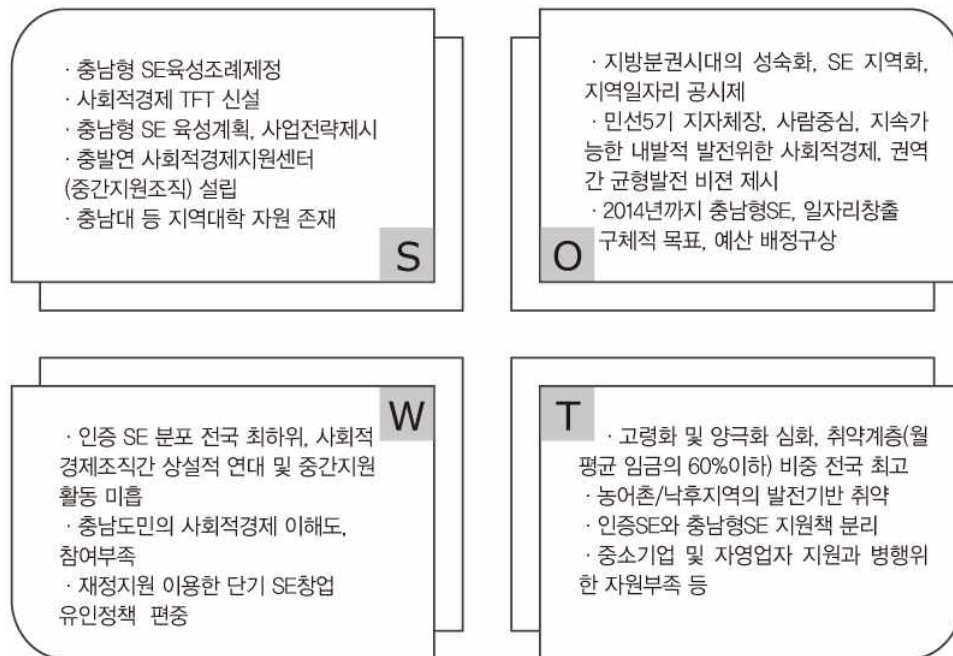 · 충남형 SE육성조례제정
· 사회적경제 TFT 신설
· 충남형 SE 육성계획, 사업전략제시
· 충발연 사회적경제지원센터
(중간지원조직) 설립
· 충남대 등 지역대학 자원 존재
S
· 지방분권시대의 성숙화, SE 지역화,
지역일자리 공시제
· 민선5기 지자체장, 사람중심, 지속가
능한 내발적 발전위한 사회적경제, 권역
간 균형발전 비젼 제시
· 2014년까지 충남형SE, 일자리창출
구체적 목표, 예산 배정구상
O
W
· 인증 SE 분포 전국 최하위, 사회적
경제조직간 상설적 연대 및 중간지원
활동 미흡
· 충남도민의 사회적경제 이해도,
참여부족
· 재정지원 이용한 단기 SE창업
유인정책 편중
T
· 고령화 및 양극화 심화, 취약계층(월
평균 임금의 60%이하) 비중 전국 최고
· 농어촌/낙후지역의 발전기반 취약
· 인증SE와 충남형SE 지원책 분리
· 중소기업 및 자영업자 지원과 병행위
한 자원부족 등